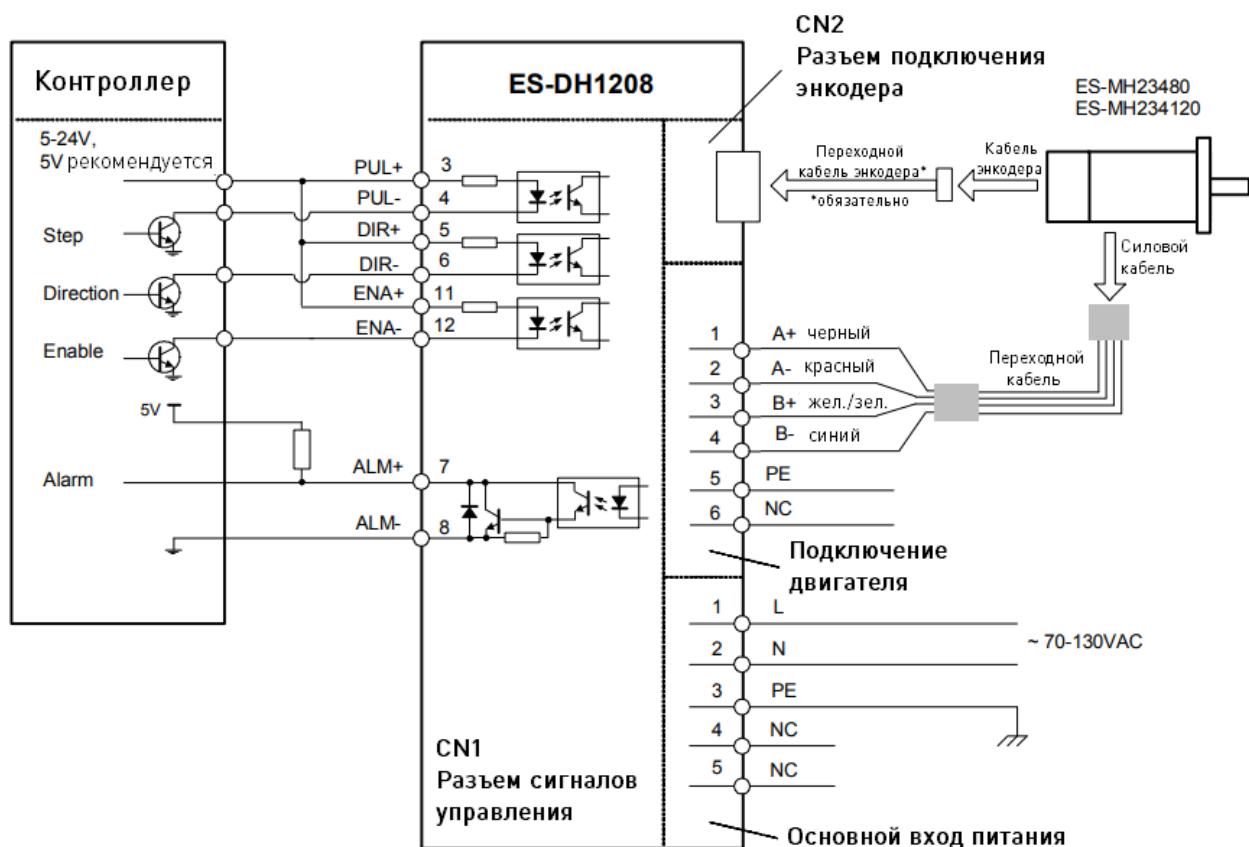 Контроллер
5-24V,
5V рекомендуется
Step
Direction
Enable
5V
Alarm
PUL+ 3
PUL- 4
DIR+ 5
DIR- 6
ENA+ 11
ENA- 12
ALM+ 7
ALM- 8
ES-DH1208
CN1
Разъем сигналов
управления
CN2
Разъем подключения
энкодера
Переходной
кабель энкодера*
*обязательно
Кабель
энкодера
ES-MH23480
ES-MH234120
Силовой
кабель
Переходной
кабель
1 A+ черный
2 A- красный
3 B+ жел./зел.
4 B- синий
5 PE
6 NC
Подключение
двигателя
1 L
2 N
~ 70-130VAC
3 PE
4 NC
5 NC
Основной вход питания